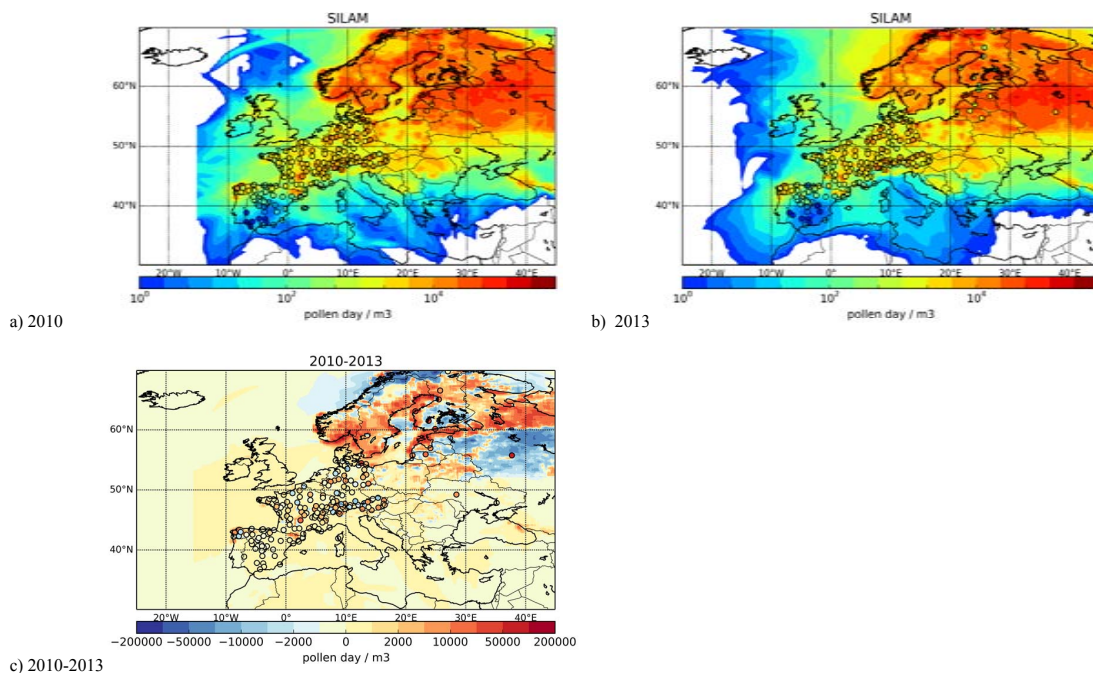 SILAM
60°N
50°N
40°N
20°W 10°W 0° 10°E 20°E 30°E 40°E
10⁰ 10² 10⁴
pollen day / m3
a) 2010
SILAM
60°N
50°N
40°N
20°W 10°W 0° 10°E 20°E 30°E 40°E
10⁰ 10² 10⁴
pollen day / m3
b) 2013
2010-2013
60°N
50°N
40°N
20°W 10°W 0° 10°E 20°E 30°E 40°E
−200000 −50000 −10000 −2000 0 2000 10000 50000 200000
pollen day / m3
c) 2010-2013